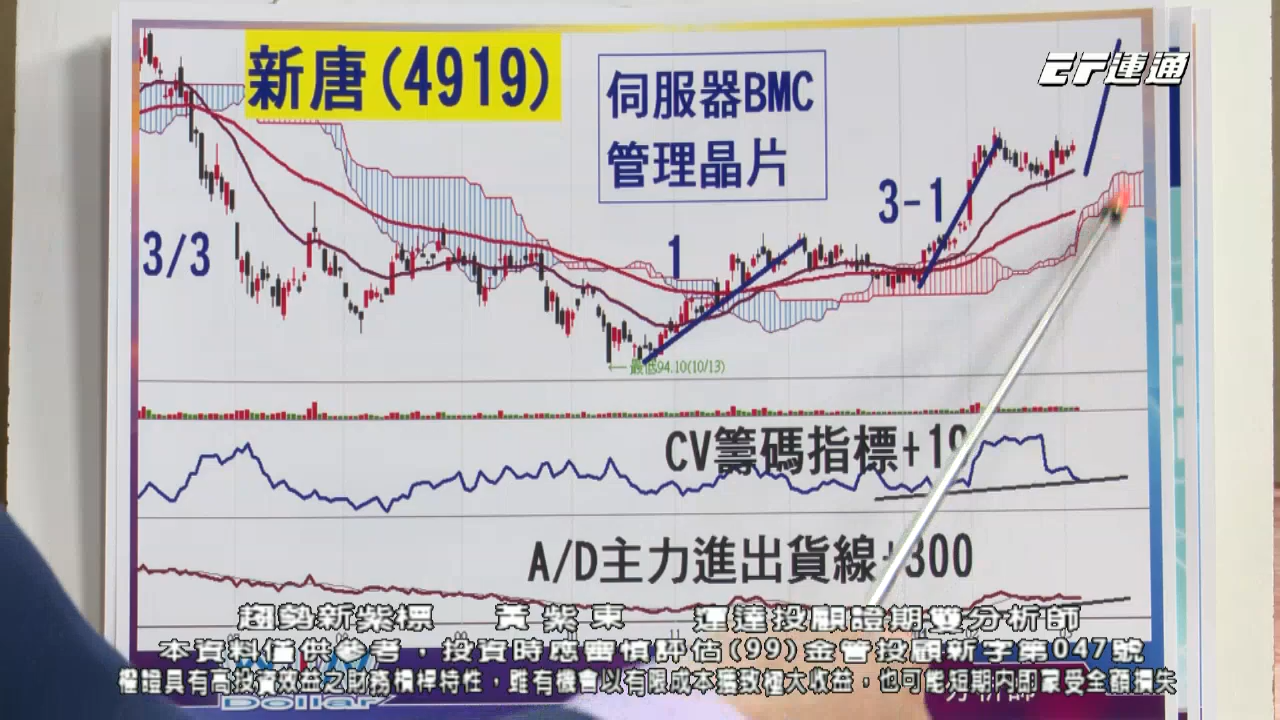 新唐(4919)
伺服器BMC
管理晶片
EF運通
3/3
1
3-1
←最低94.10(10/13)
CV籌碼指標+19
A/D主力進出貨線+300
趨勢新紫標 黃紫東 運達投顧證期雙分析師
本資料僅供參考，投資時應審慎評估(99)金管投顧新字第047號
權證具有高投資效益之財務槓桿特性，雖有機會以有限成本獲致極大收益，也可能短期內即蒙受全額損失
Dollar 分析師